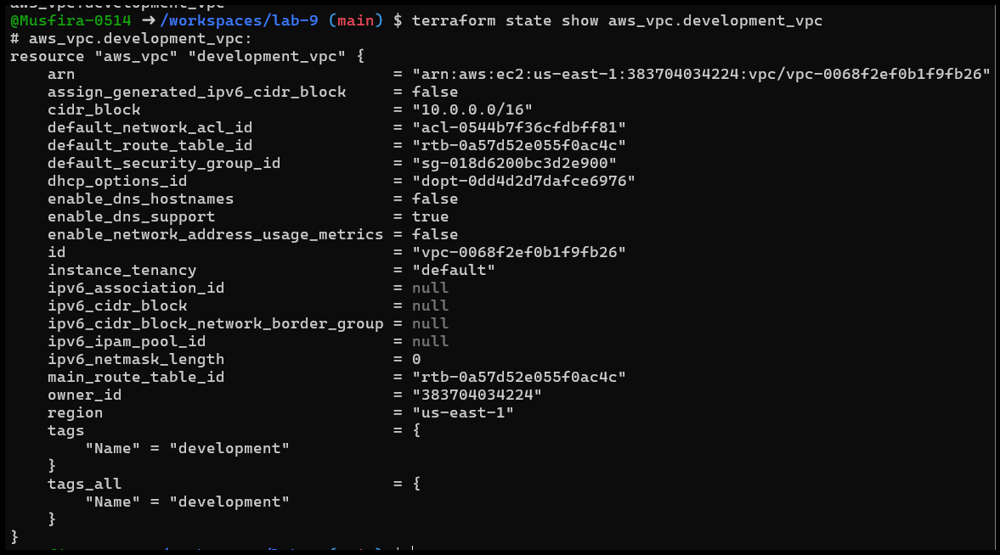 aws_vpc.development_vpc
@Musfira-0514 ➜ /workspaces/lab-9 (main) $ terraform state show aws_vpc.development_vpc
# aws_vpc.development_vpc:
resource "aws_vpc" "development_vpc" {
    arn                                  = "arn:aws:ec2:us-east-1:383704034224:vpc/vpc-0068f2ef0b1f9fb26"
    assign_generated_ipv6_cidr_block     = false
    cidr_block                           = "10.0.0.0/16"
    default_network_acl_id               = "acl-0544b7f36cfdbff81"
    default_route_table_id               = "rtb-0a57d52e055f0ac4c"
    default_security_group_id            = "sg-018d6200bc3d2e900"
    dhcp_options_id                      = "dopt-0dd4d2d7dafce6976"
    enable_dns_hostnames                 = false
    enable_dns_support                   = true
    enable_network_address_usage_metrics = false
    id                                   = "vpc-0068f2ef0b1f9fb26"
    instance_tenancy                     = "default"
    ipv6_association_id                  = null
    ipv6_cidr_block                      = null
    ipv6_cidr_block_network_border_group = null
    ipv6_ipam_pool_id                    = null
    ipv6_netmask_length                  = 0
    main_route_table_id                  = "rtb-0a57d52e055f0ac4c"
    owner_id                             = "383704034224"
    region                               = "us-east-1"
    tags                                 = {
        "Name" = "development"
    }
    tags_all                             = {
        "Name" = "development"
    }
}